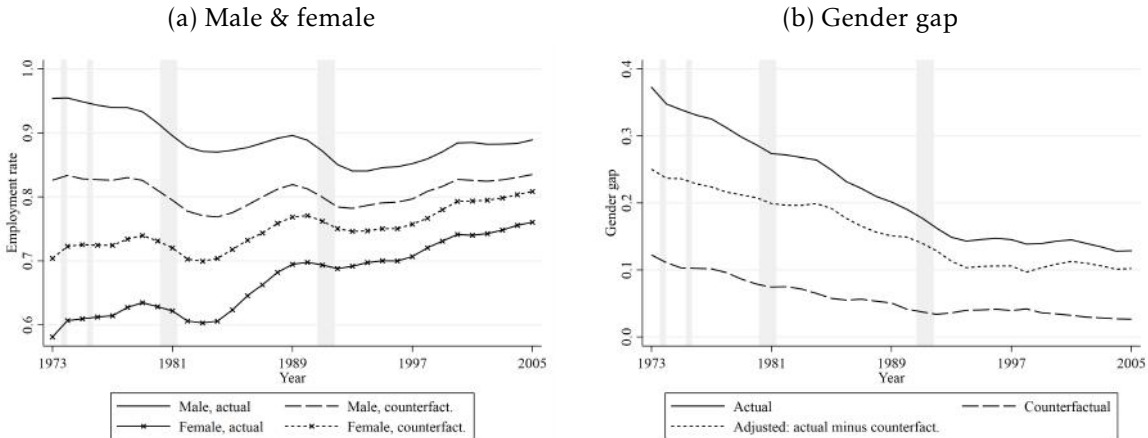 (a) Male & female
1.0
0.9
0.8
0.7
0.6
Employment rate
1973
1981
1989
1997
2005
Year
Male, actual
Male, counterfact.
Female, actual
Female, counterfact.
(b) Gender gap
0.4
0.3
0.2
0.1
0.0
Gender gap
1973
1981
1989
1997
2005
Year
Actual
Counterfactual
Adjusted: actual minus counterfact.